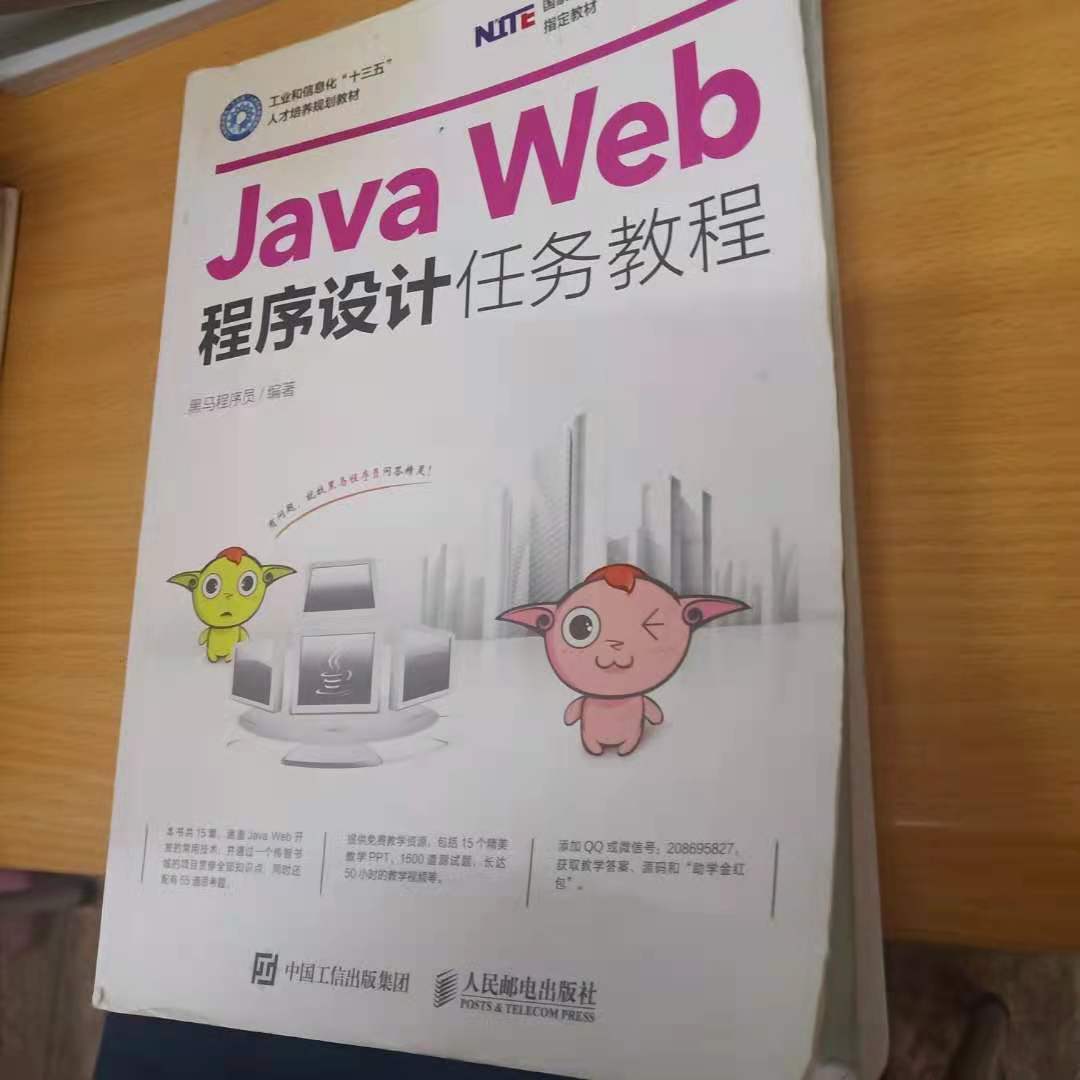 NITE 国家
指定教材
工业和信息化“十三五”
人才培养规划教材
Java Web
程序设计任务教程
黑马程序员 / 编著
有问题,就找黑马程序员问答精灵!
本书共15章,涵盖Java Web开
发的常用技术,并通过一个传智书
城的项目贯穿全部知识点,同时还
配有65道思考题。
提供免费教学资源,包括15个精美
教学PPT,1500道测试题,长达
50小时的教学视频等。
添加QQ或微信号:208695827,
获取教学答案、源码和“助学金红
包”。
中国工信出版集团
人民邮电出版社
POSTS & TELECOM PRESS